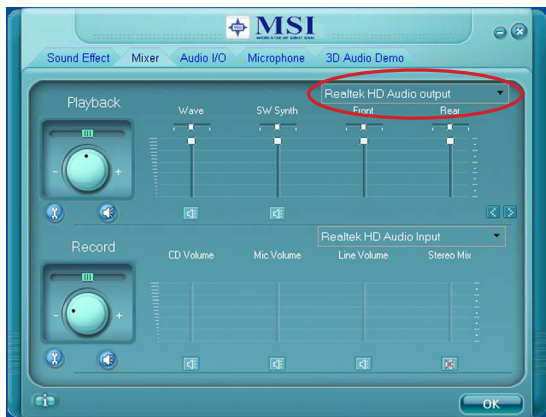 MSI
Sound Effect Mixer Audio I/O Microphone 3D Audio Demo
Realtek HD Audio output
Playback
Wave SW Synth Front Rear
- +
Realtek HD Audio Input
Record
CD Volume Mic Volume Line Volume Stereo Mix
- +
i
OK